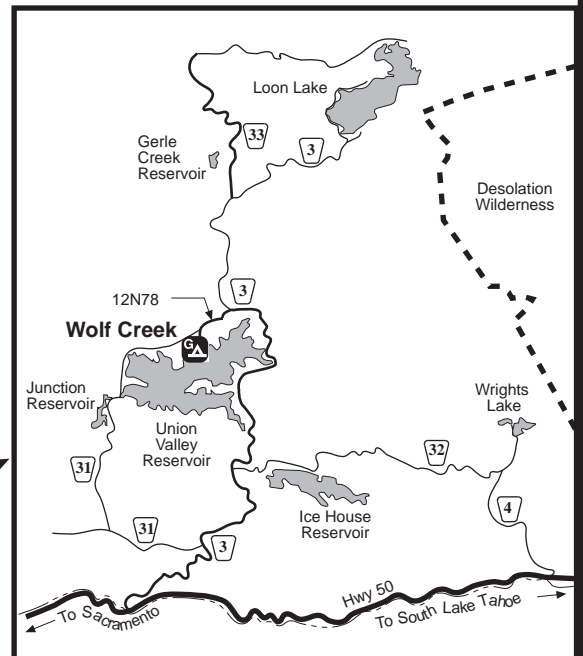 Loon Lake
33
3
Gerle
Creek
Reservoir
Desolation
Wilderness
3
12N78
Wolf Creek
G
Junction
Reservoir
Union
Valley
Reservoir
Wrights
Lake
32
31
Ice House
Reservoir
4
31
3
Hwy 50
To Sacramento
To South Lake Tahoe